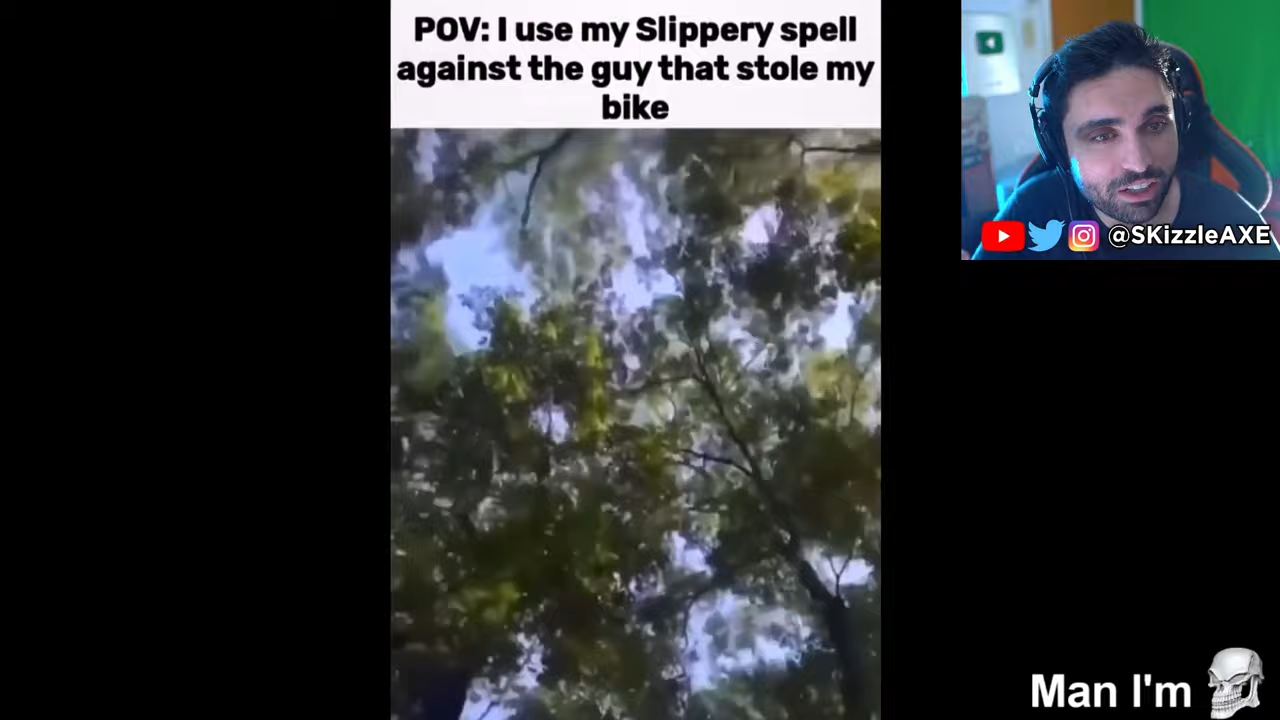 POV: I use my Slippery spell
against the guy that stole my
bike
@SKizzleAXE
Man I'm